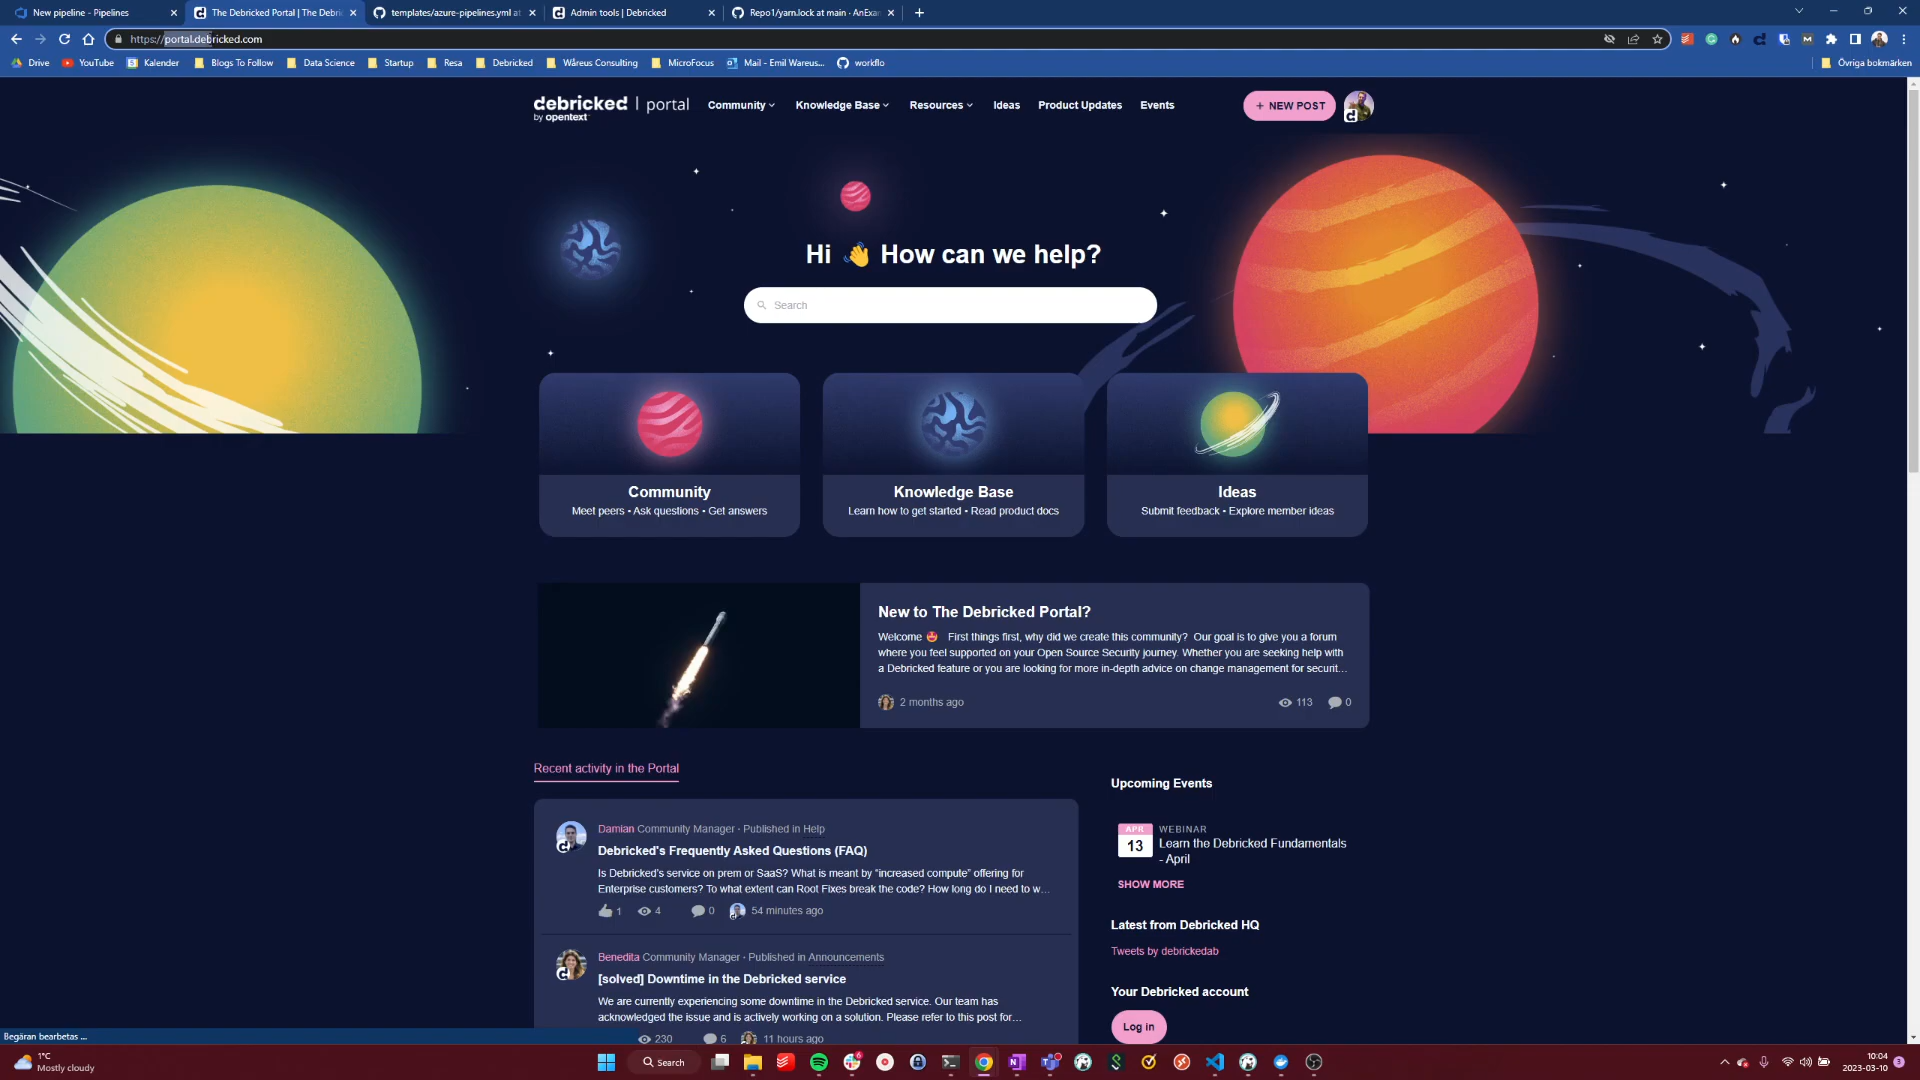 New pipeline - Pipelines
The Debricked Portal | The Debri
templates/azure-pipelines.yml at
Admin tools | Debricked
Repo1/yarn.lock at main · AnExa
https://portal.debricked.com
Drive
YouTube
Kalender
Blogs To Follow
Data Science
Startup
Resa
Debricked
Wåreus Consulting
MicroFocus
Mail - Emil Wareus...
workflo
Övriga bokmärken
debricked | portal
by opentext
Community
Knowledge Base
Resources
Ideas
Product Updates
Events
+ NEW POST
Hi 👋 How can we help?
Search
Community
Meet peers • Ask questions • Get answers
Knowledge Base
Learn how to get started • Read product docs
Ideas
Submit feedback • Explore member ideas
New to The Debricked Portal?
Welcome 🤩 First things first, why did we create this community? Our goal is to give you a forum
where you feel supported on your Open Source Security journey. Whether you are seeking help with
a Debricked feature or you are looking for more in-depth advice on change management for securit...
2 months ago
113
0
Recent activity in the Portal
Damian Community Manager · Published in Help
Debricked's Frequently Asked Questions (FAQ)
Is Debricked's service on prem or SaaS? What is meant by "increased compute" offering for
Enterprise customers? To what extent can Root Fixes break the code? How long do I need to w...
1
4
0
54 minutes ago
Benedita Community Manager · Published in Announcements
[solved] Downtime in the Debricked service
We are currently experiencing some downtime in the Debricked service. Our team has
acknowledged the issue and is actively working on a solution. Please refer to this post for...
230
6
11 hours ago
Upcoming Events
APR
13
WEBINAR
Learn the Debricked Fundamentals
- April
SHOW MORE
Latest from Debricked HQ
Tweets by debrickedab
Your Debricked account
Log in
Begäran bearbetas ...
1°C
Mostly cloudy
Search
10:04
2023-03-10